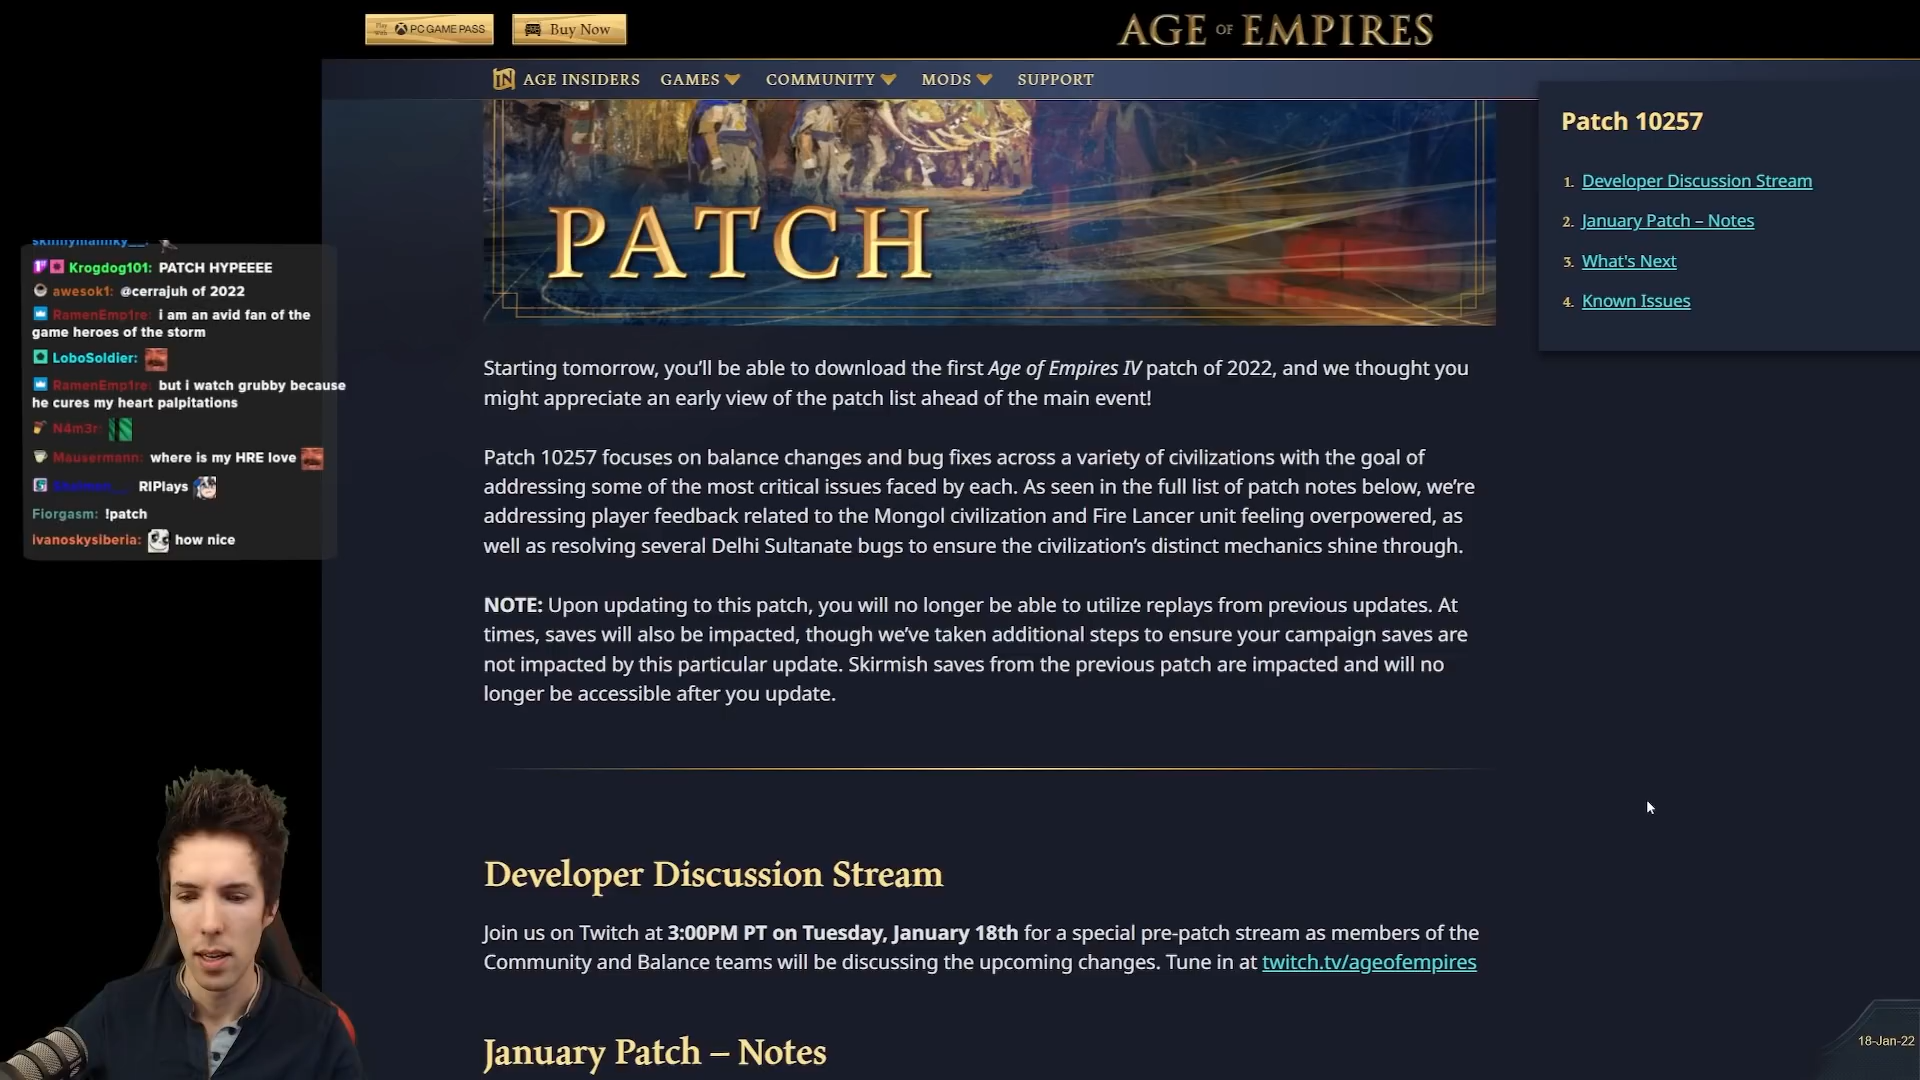 PC GAME PASS
Buy Now
AGE OF EMPIRES
AGE INSIDERS GAMES COMMUNITY MODS SUPPORT
PATCH
Patch 10257
1. Developer Discussion Stream
2. January Patch – Notes
3. What's Next
4. Known Issues
Krogdog101: PATCH HYPEEEE
awesok1: @cerrajuh of 2022
RamenEmp1re: i am an avid fan of the
game heroes of the storm
LoboSoldier:
RamenEmp1re: but i watch grubby because
he cures my heart palpitations
N4m3r:
Mausermann: where is my HRE love
RIPlays
Fiorgasm: !patch
ivanoskysiberia: how nice
Starting tomorrow, you’ll be able to download the first Age of Empires IV patch of 2022, and we thought you
might appreciate an early view of the patch list ahead of the main event!
Patch 10257 focuses on balance changes and bug fixes across a variety of civilizations with the goal of
addressing some of the most critical issues faced by each. As seen in the full list of patch notes below, we’re
addressing player feedback related to the Mongol civilization and Fire Lancer unit feeling overpowered, as
well as resolving several Delhi Sultanate bugs to ensure the civilization’s distinct mechanics shine through.
NOTE: Upon updating to this patch, you will no longer be able to utilize replays from previous updates. At
times, saves will also be impacted, though we’ve taken additional steps to ensure your campaign saves are
not impacted by this particular update. Skirmish saves from the previous patch are impacted and will no
longer be accessible after you update.
Developer Discussion Stream
Join us on Twitch at 3:00PM PT on Tuesday, January 18th for a special pre-patch stream as members of the
Community and Balance teams will be discussing the upcoming changes. Tune in at twitch.tv/ageofempires
January Patch – Notes
18-Jan-22